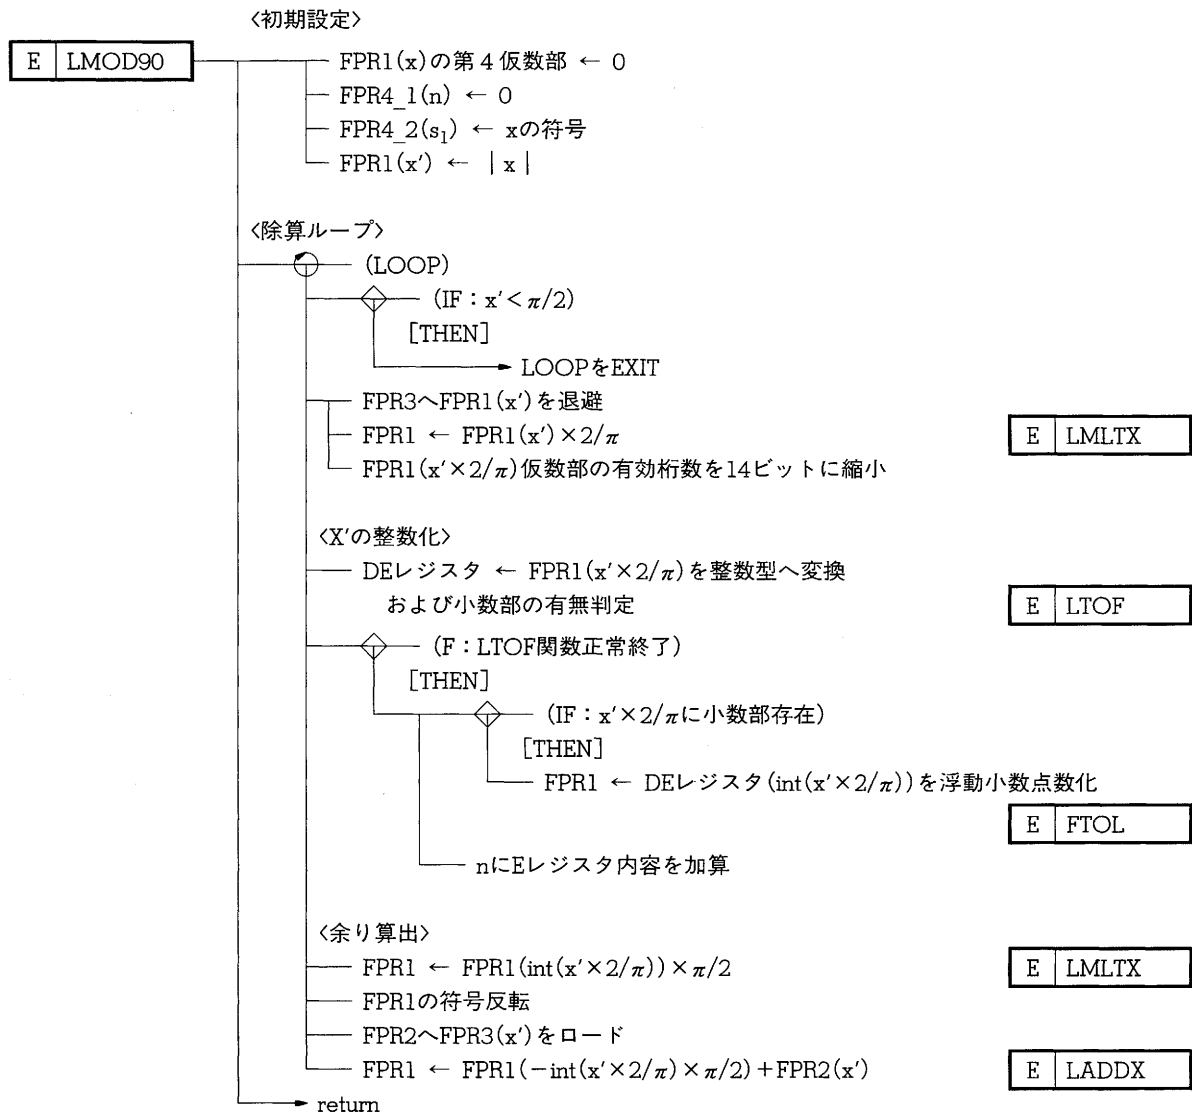 〈初期設定〉
E LMOD90
FPR1(x)の第4仮数部 ← 0
FPR4_1(n) ← 0
FPR4_2(s₁) ← xの符号
FPR1(x′) ← | x |
〈除算ループ〉
(LOOP)
(IF：x′＜π/2)
[THEN]
LOOPをEXIT
FPR3へFPR1(x′)を退避
FPR1 ← FPR1(x′)×2/π
E LMLTX
FPR1(x′×2/π)仮数部の有効桁数を14ビットに縮小
〈X′の整数化〉
DEレジスタ ← FPR1(x′×2/π)を整数型へ変換
および小数部の有無判定
E LTOF
(F：LTOF関数正常終了)
[THEN]
(IF：x′×2/πに小数部存在)
[THEN]
FPR1 ← DEレジスタ(int(x′×2/π))を浮動小数点数化
E FTOL
nにEレジスタ内容を加算
〈余り算出〉
FPR1 ← FPR1(int(x′×2/π))×π/2
E LMLTX
FPR1の符号反転
FPR2へFPR3(x′)をロード
FPR1 ← FPR1(－int(x′×2/π)×π/2)＋FPR2(x′)
E LADDX
return